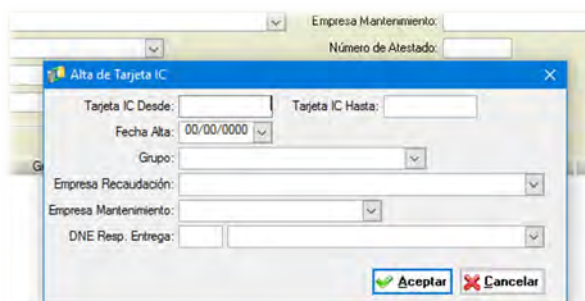 Empresa Mantenimiento:
Número de Atestado:
Alta de Tarjeta IC
Tarjeta IC Desde: Tarjeta IC Hasta:
Fecha Alta: 00/00/0000
Grupo:
Empresa Recaudación:
Empresa Mantenimiento:
DNE Resp. Entrega:
Aceptar Cancelar